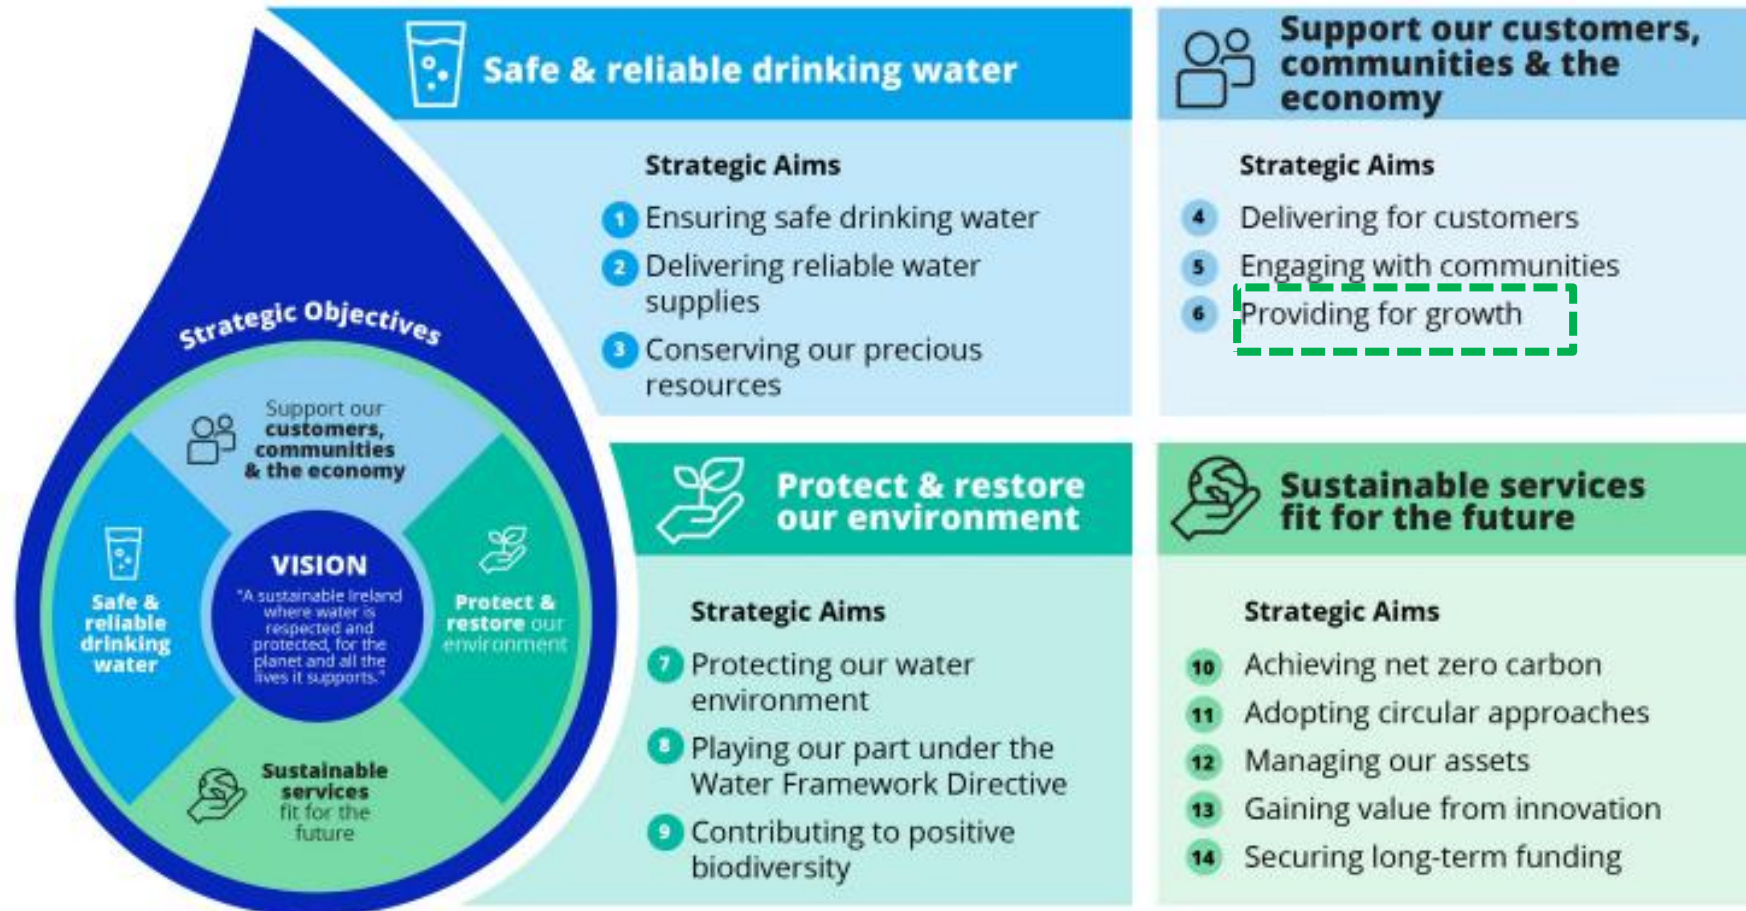 Safe & reliable drinking water
Strategic Aims
1 Ensuring safe drinking water
2 Delivering reliable water
supplies
3 Conserving our precious
resources
Support our customers,
communities & the
economy
Strategic Aims
4 Delivering for customers
5 Engaging with communities
6 Providing for growth
Strategic Objectives
Support our
customers,
communities
& the economy
Safe &
reliable
drinking
water
VISION
"A sustainable Ireland
where water is
respected and
protected, for the
planet and all the
lives it supports."
Protect &
restore our
environment
Sustainable
services
fit for the
future
Protect & restore
our environment
Strategic Aims
7 Protecting our water
environment
8 Playing our part under the
Water Framework Directive
9 Contributing to positive
biodiversity
Sustainable services
fit for the future
Strategic Aims
10 Achieving net zero carbon
11 Adopting circular approaches
12 Managing our assets
13 Gaining value from innovation
14 Securing long-term funding